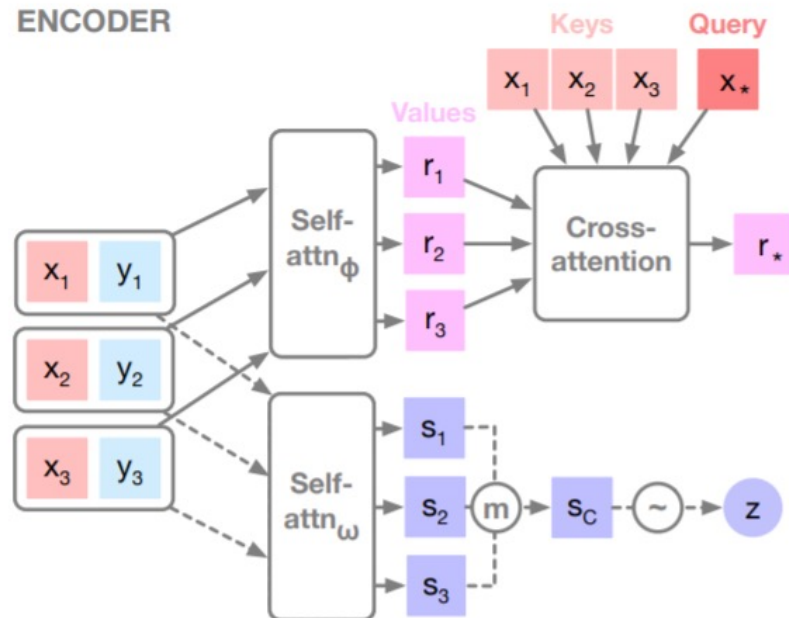 ENCODER
Keys
Query
x₁
x₂
x₃
x*
Values
r₁
r₂
r₃
Self-
attnϕ
Cross-
attention
r*
x₁ y₁
x₂ y₂
x₃ y₃
Self-
attnω
s₁
s₂
s₃
m
s_C
~
z